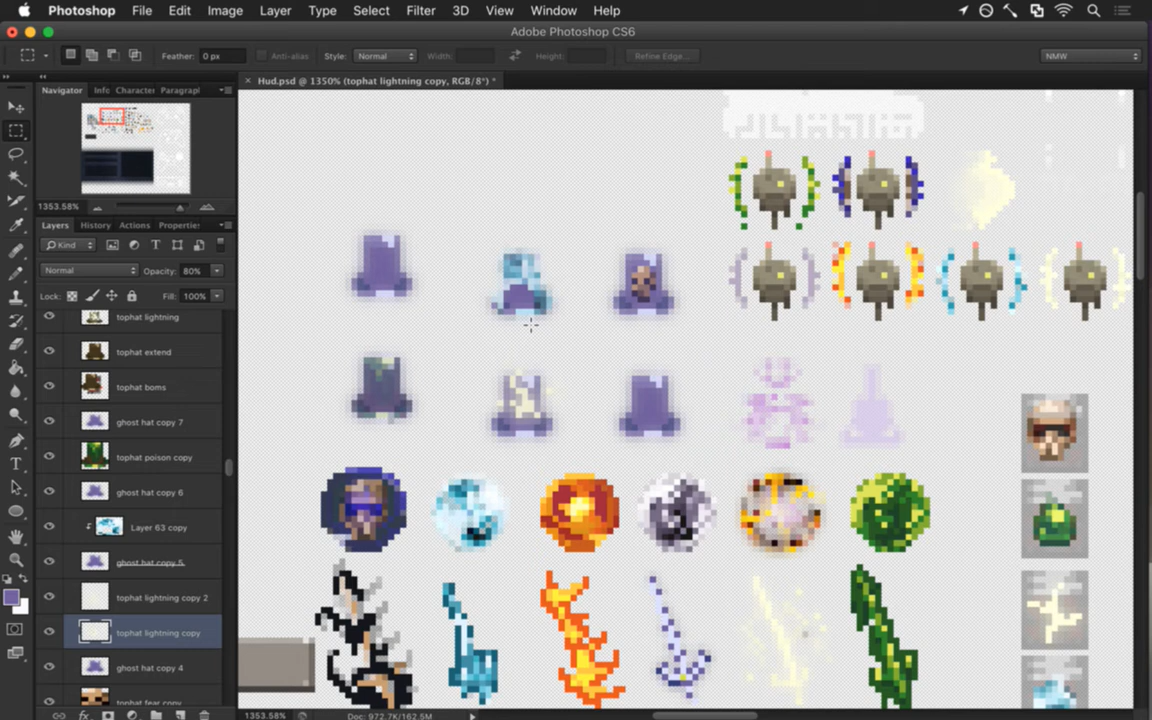 Photoshop File Edit Image Layer Type Select Filter 3D View Window Help
Adobe Photoshop CS6
Feather: 0 px Anti-alias Style: Normal Width: Height: Refine Edge... NMW
Navigator Info Character Paragrapl
× Hud.psd @ 1350% (tophat lightning copy, RGB/8*) *
1353.58%
Layers History Actions Propertie:
Kind
Normal Opacity: 80%
Lock: Fill: 100%
tophat lightning
tophat extend
tophat boms
ghost hat copy 7
tophat poison copy
ghost hat copy 6
Layer 63 copy
ghost hat copy 5
tophat lightning copy 2
tophat lightning copy
ghost hat copy 4
tophat fear copy
fx
1353.58% Doc: 972.7K/162.5M